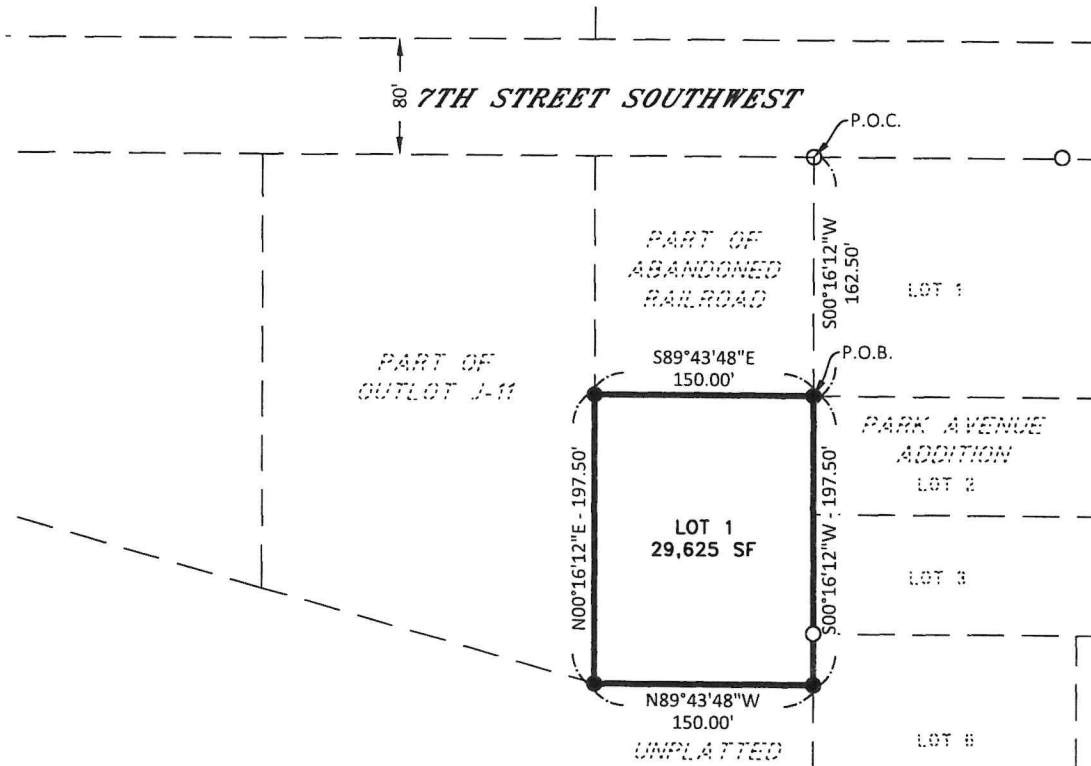 80'
7TH STREET SOUTHWEST
P.O.C.
S00°16'12"W
162.50'
PART OF
ABANDONED
RAILROAD
LOT 1
P.O.B.
S89°43'48"E
150.00'
PART OF
OUTLOT J-11
PARK AVENUE
ADDITION
LOT 2
N00°16'12"E - 197.50'
LOT 1
29,625 SF
S00°16'12"W - 197.50'
LOT 3
N89°43'48"W
150.00'
UNPLATTED
LOT